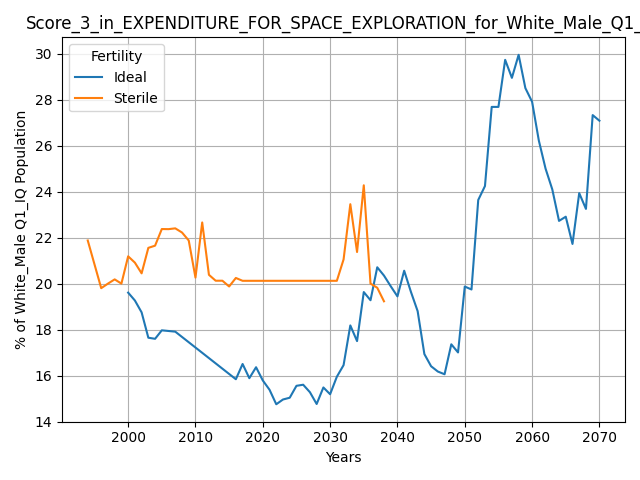 Score_3_in_EXPENDITURE_FOR_SPACE_EXPLORATION_for_White_Male_Q1_
Fertility
Ideal
Sterile
% of White_Male Q1_IQ Population
30
28
26
24
22
20
18
16
14
2000 2010 2020 2030 2040 2050 2060 2070
Years